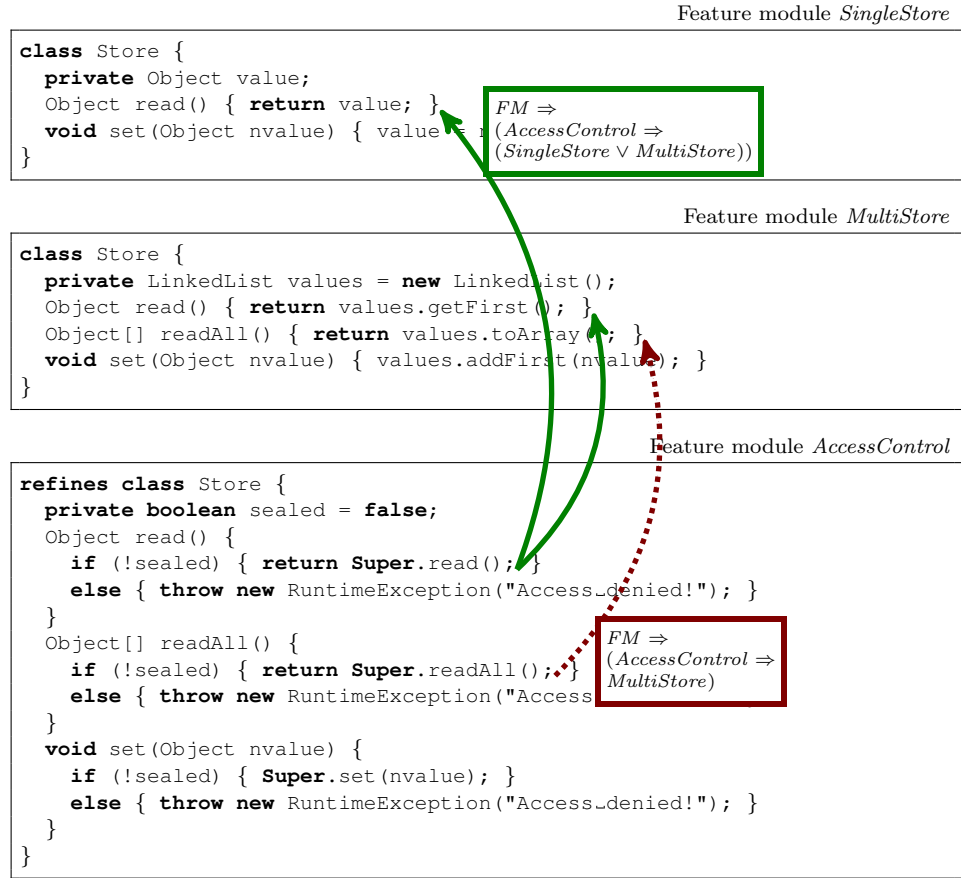 Feature module SingleStore
class Store {
private Object value;
Object read() { return value; }
void set(Object nvalue) { value = n
}
FM ⇒
(AccessControl ⇒
(SingleStore ∨ MultiStore))
Feature module MultiStore
class Store {
private LinkedList values = new LinkedList();
Object read() { return values.getFirst(); }
Object[] readAll() { return values.toArray(); }
void set(Object nvalue) { values.addFirst(nvalue); }
}
Feature module AccessControl
refines class Store {
private boolean sealed = false;
Object read() {
if (!sealed) { return Super.read(); }
else { throw new RuntimeException("Access␣denied!"); }
}
Object[] readAll() {
if (!sealed) { return Super.readAll(); }
else { throw new RuntimeException("Access
}
FM ⇒
(AccessControl ⇒
MultiStore)
void set(Object nvalue) {
if (!sealed) { Super.set(nvalue); }
else { throw new RuntimeException("Access␣denied!"); }
}
}